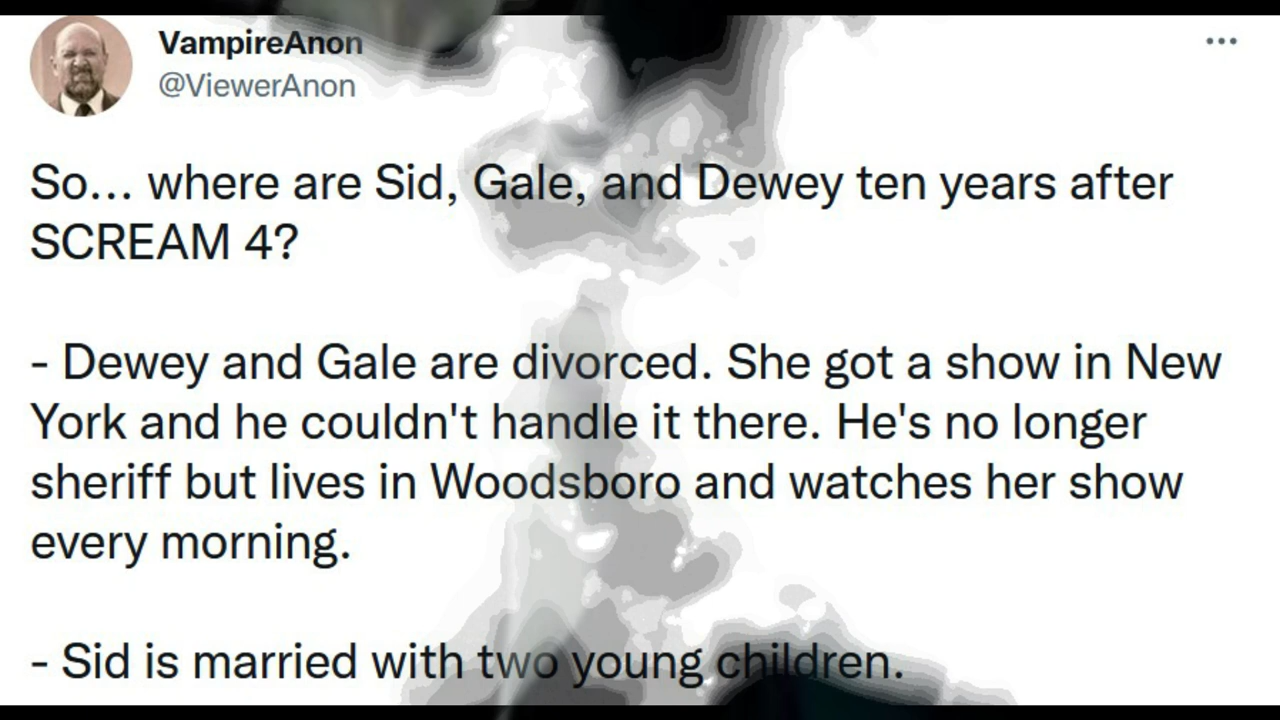 VampireAnon
@ViewerAnon
So... where are Sid, Gale, and Dewey ten years after
SCREAM 4?
- Dewey and Gale are divorced. She got a show in New
York and he couldn't handle it there. He's no longer
sheriff but lives in Woodsboro and watches her show
every morning.
- Sid is married with two young children.